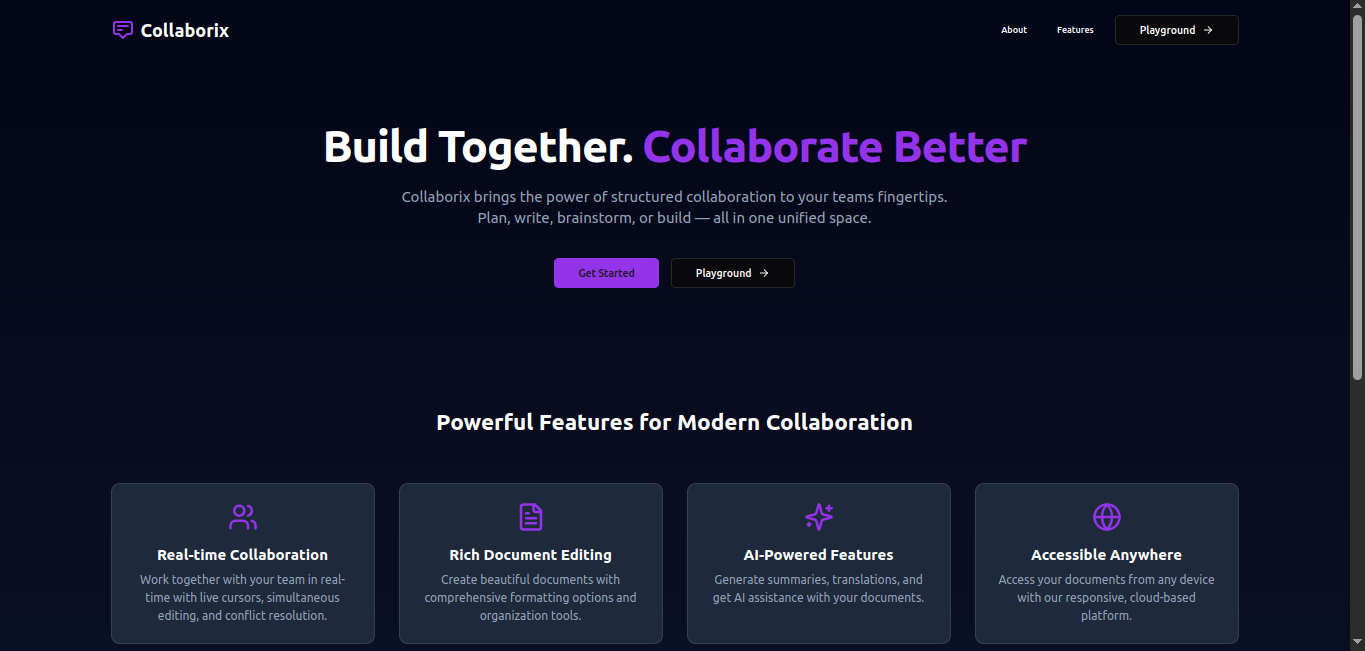 Collaborix
About
Features
Playground →
Build Together. Collaborate Better
Collaborix brings the power of structured collaboration to your teams fingertips.
Plan, write, brainstorm, or build — all in one unified space.
Get Started
Playground →
Powerful Features for Modern Collaboration
Real-time Collaboration
Work together with your team in real-
time with live cursors, simultaneous
editing, and conflict resolution.
Rich Document Editing
Create beautiful documents with
comprehensive formatting options and
organization tools.
AI-Powered Features
Generate summaries, translations, and
get AI assistance with your documents.
Accessible Anywhere
Access your documents from any device
with our responsive, cloud-based
platform.